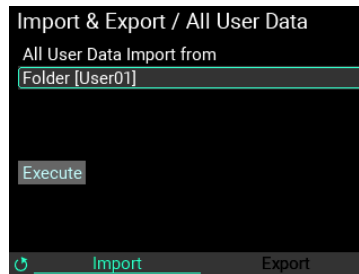 Import & Export / All User Data
All User Data Import from
Folder [User01]
Execute
Import
Export